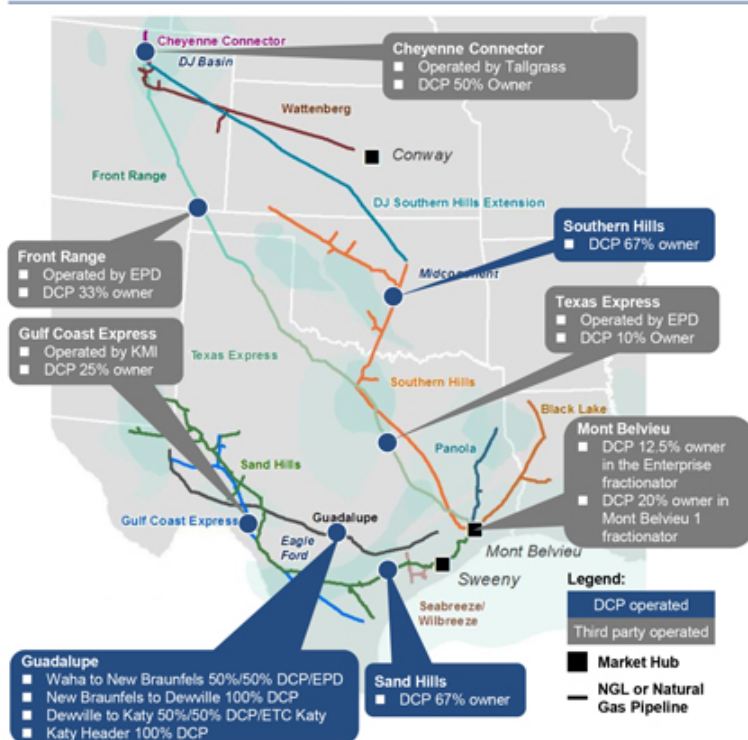 Cheyenne Connector
DJ Basin
Cheyenne Connector
■ Operated by Tallgrass
■ DCP 50% Owner
Wattenberg
Conway
Front Range
DJ Southern Hills Extension
Southern Hills
■ DCP 67% owner
Front Range
■ Operated by EPD
■ DCP 33% owner
Midcontinent
Texas Express
■ Operated by EPD
■ DCP 10% Owner
Gulf Coast Express
■ Operated by KMI
■ DCP 25% owner
Texas Express
Southern Hills
Black Lake
Mont Belvieu
■ DCP 12.5% owner
in the Enterprise
fractionator
■ DCP 20% owner in
Mont Belvieu 1
fractionator
Panola
Sand Hills
Gulf Coast Express
Guadalupe
Eagle
Ford
Mont Belvieu
Sweeny
Seabreeze/
Wilbreeze
Legend:
DCP operated
Third party operated
Market Hub
NGL or Natural
Gas Pipeline
Guadalupe
■ Waha to New Braunfels 50%/50% DCP/EPD
■ New Braunfels to Dewville 100% DCP
■ Dewville to Katy 50%/50% DCP/ETC Katy
■ Katy Header 100% DCP
Sand Hills
■ DCP 67% owner